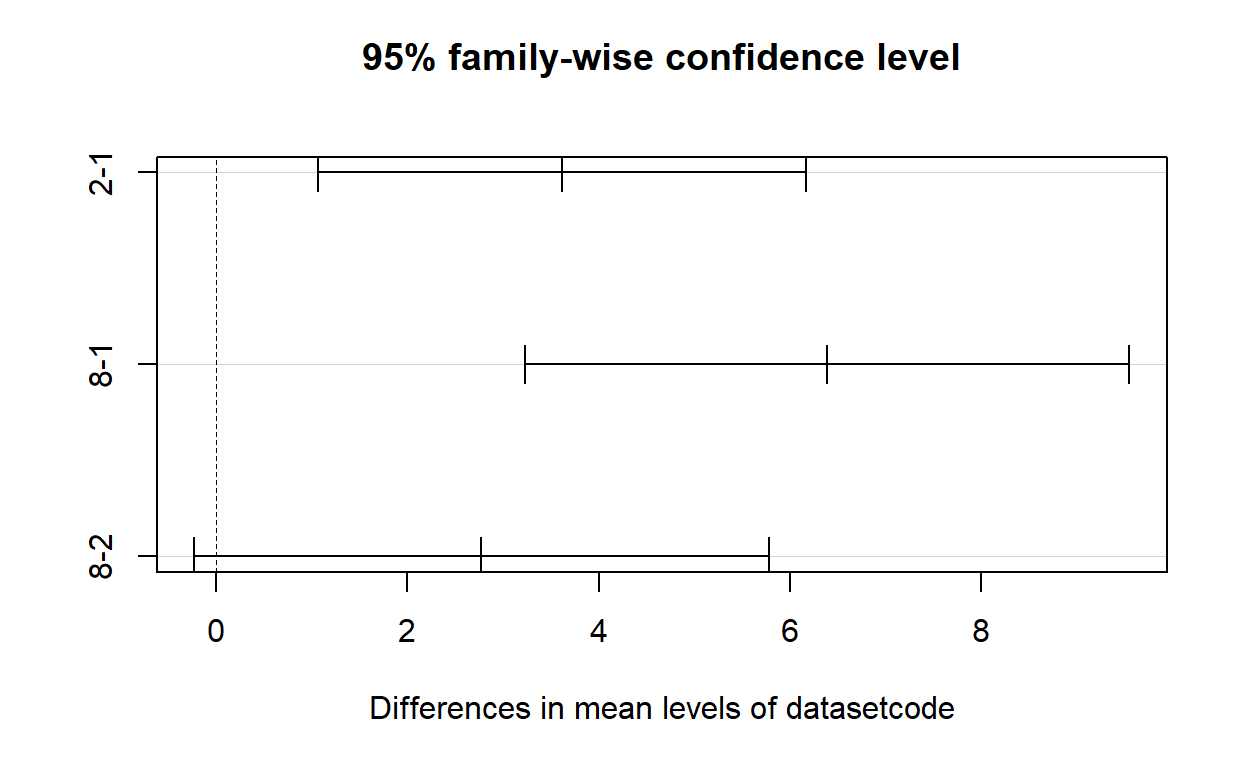 95% family-wise confidence level
2-1
8-1
8-2
0 2 4 6 8
Differences in mean levels of datasetcode